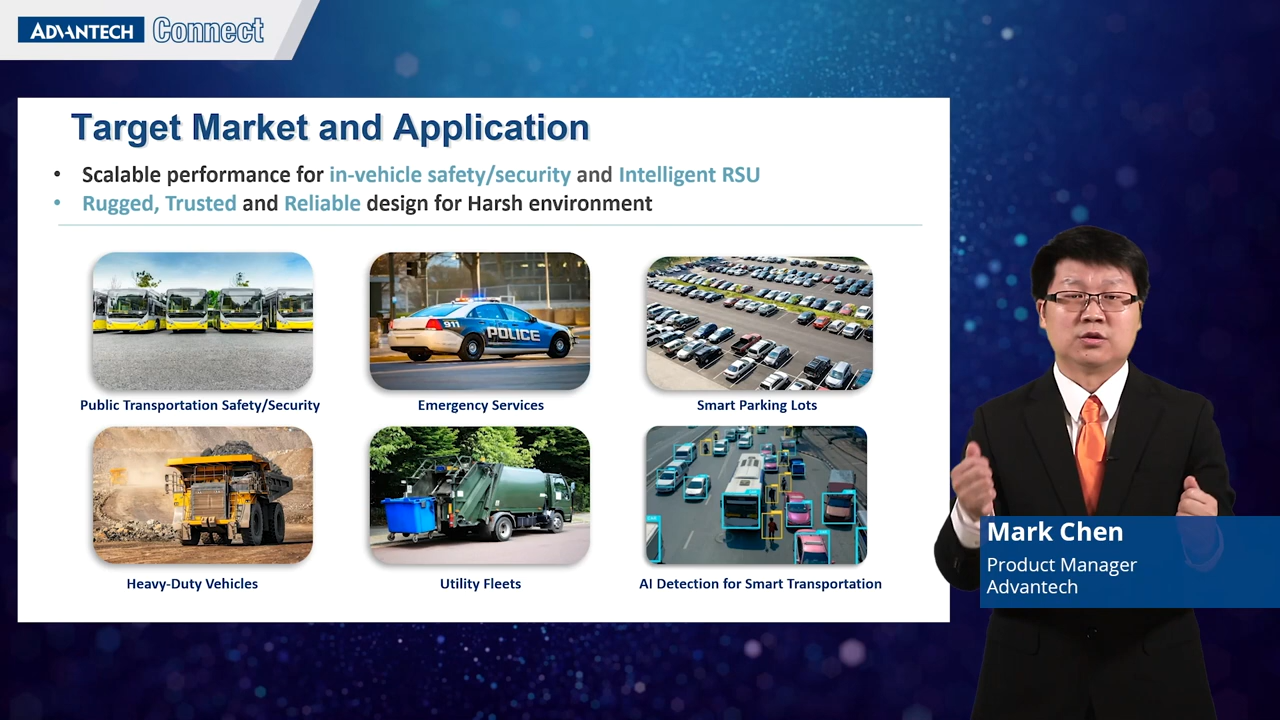 ADVANTECH Connect
Target Market and Application
• Scalable performance for in-vehicle safety/security and Intelligent RSU
• Rugged, Trusted and Reliable design for Harsh environment
911
POLICE
Public Transportation Safety/Security
Emergency Services
Smart Parking Lots
Heavy-Duty Vehicles
Utility Fleets
AI Detection for Smart Transportation
Mark Chen
Product Manager
Advantech